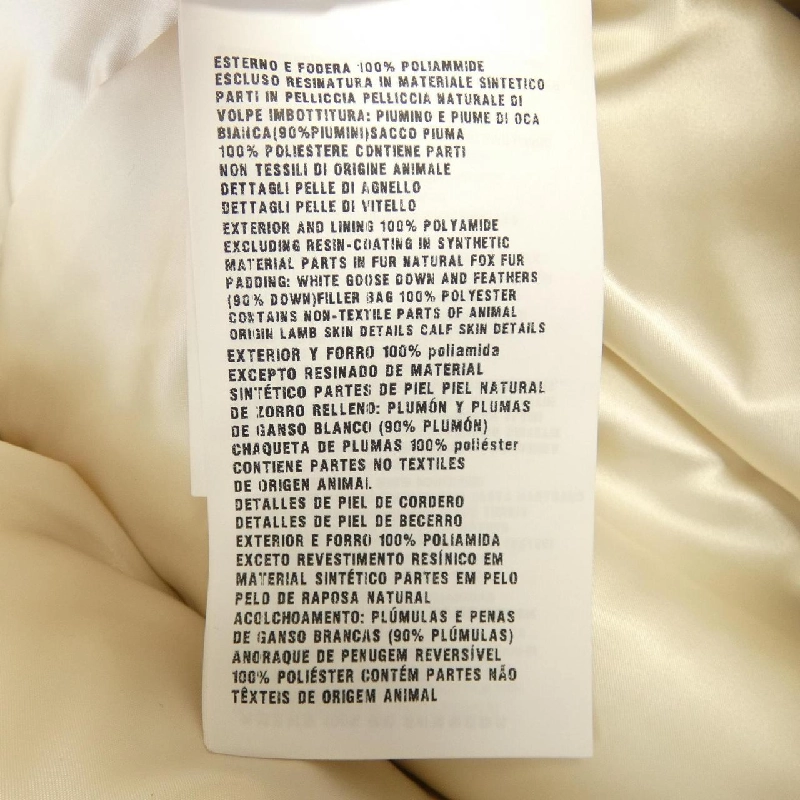 ESTERNO E FODERA 100% POLIAMMIDE
ESCLUSO RESINATURA IN MATERIALE SINTETICO
PARTI IN PELLICCIA PELLICCIA NATURALE DI
VOLPE IMBOTTITURA: PIUMINO E PIUME DI OCA
BIANCA(90%PIUMINI)SACCO PIUMA
100% POLIESTERE CONTIENE PARTI
NON TESSILI DI ORIGINE ANIMALE
DETTAGLI PELLE DI AGNELLO
DETTAGLI PELLE DI VITELLO
EXTERIOR AND LINING 100% POLYAMIDE
EXCLUDING RESIN-COATING IN SYNTHETIC
MATERIAL PARTS IN FUR NATURAL FOX FUR
PADDING: WHITE GOOSE DOWN AND FEATHERS
(90% DOWN)FILLER BAG 100% POLYESTER
CONTAINS NON-TEXTILE PARTS OF ANIMAL
ORIGIN LAMB SKIN DETAILS CALF SKIN DETAILS
EXTERIOR Y FORRO 100% poliamida
EXCEPTO RESINADO DE MATERIAL
SINTÉTICO PARTES DE PIEL PIEL NATURAL
DE ZORRO RELLENO: PLUMÓN Y PLUMAS
DE GANSO BLANCO (90% PLUMÓN)
CHAQUETA DE PLUMAS 100% poliéster
CONTIENE PARTES NO TEXTILES
DE ORIGEN ANIMAL
DETALLES DE PIEL DE CORDERO
DETALLES DE PIEL DE BECERRO
EXTERIOR E FORRO 100% POLIAMIDA
EXCETO REVESTIMENTO RESÍNICO EM
MATERIAL SINTÉTICO PARTES EM PELO
PELO DE RAPOSA NATURAL
ACOLCHOAMENTO: PLÚMULAS E PENAS
DE GANSO BRANCAS (90% PLÚMULAS)
ANORAQUE DE PENUGEM REVERSÍVEL
100% POLIÉSTER CONTÉM PARTES NÃO
TÊXTEIS DE ORIGEM ANIMAL